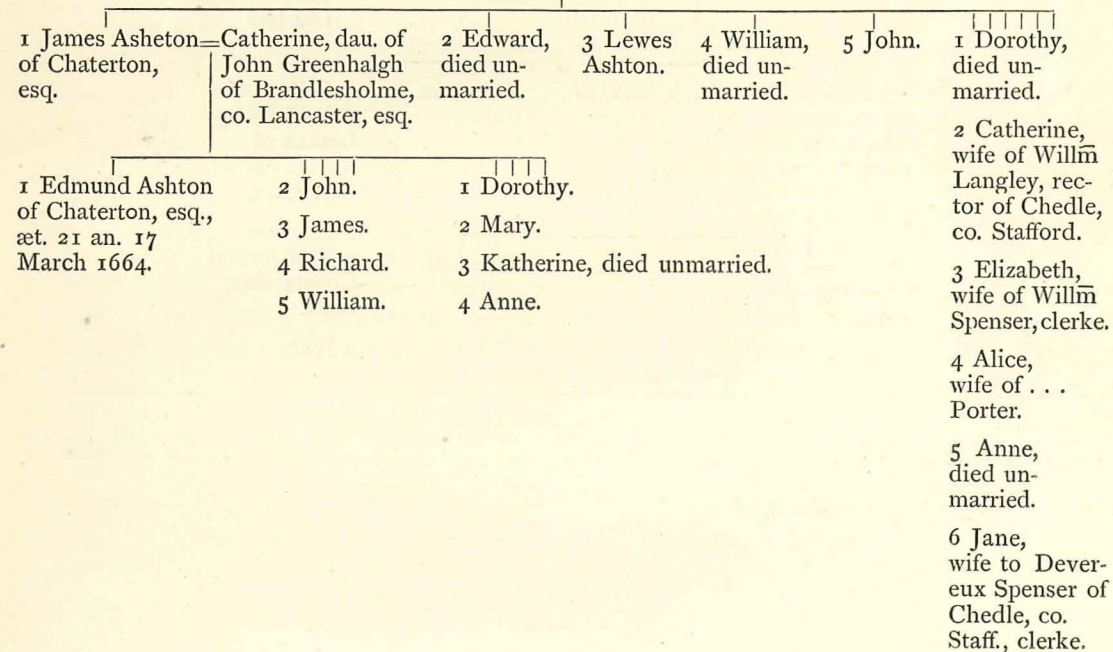 1 James Asheton=Catherine, dau. of
of Chaterton,
esq.
John Greenhalgh
of Brandlesholme,
co. Lancaster, esq.
2 Edward,
died un-
married.
3 Lewes
Ashton.
4 William,
died un-
married.
5 John.
1 Dorothy,
died un-
married.
2 Catherine,
wife of Willm̄
Langley, rec-
tor of Chedle,
co. Stafford.
3 Elizabeth,
wife of Willm̄
Spenser, clerke.
4 Alice,
wife of . . .
Porter.
5 Anne,
died un-
married.
6 Jane,
wife to Dever-
eux Spenser of
Chedle, co.
Staff., clerke.
1 Edmund Ashton
of Chaterton, esq.,
æt. 21 an. 17
March 1664.
2 John.
3 James.
4 Richard.
5 William.
1 Dorothy.
2 Mary.
3 Katherine, died unmarried.
4 Anne.